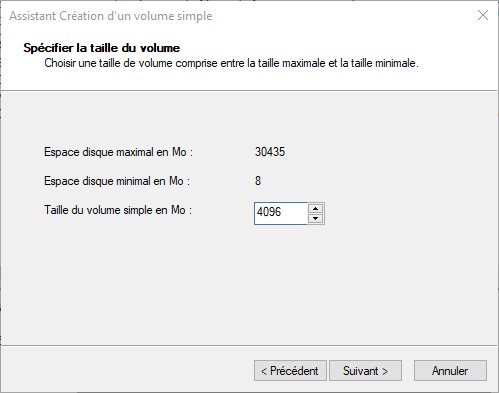 Assistant Création d'un volume simple
Spécifier la taille du volume
Choisir une taille de volume comprise entre la taille maximale et la taille minimale.
Espace disque maximal en Mo : 30435
Espace disque minimal en Mo : 8
Taille du volume simple en Mo : 4096
< Précédent Suivant > Annuler